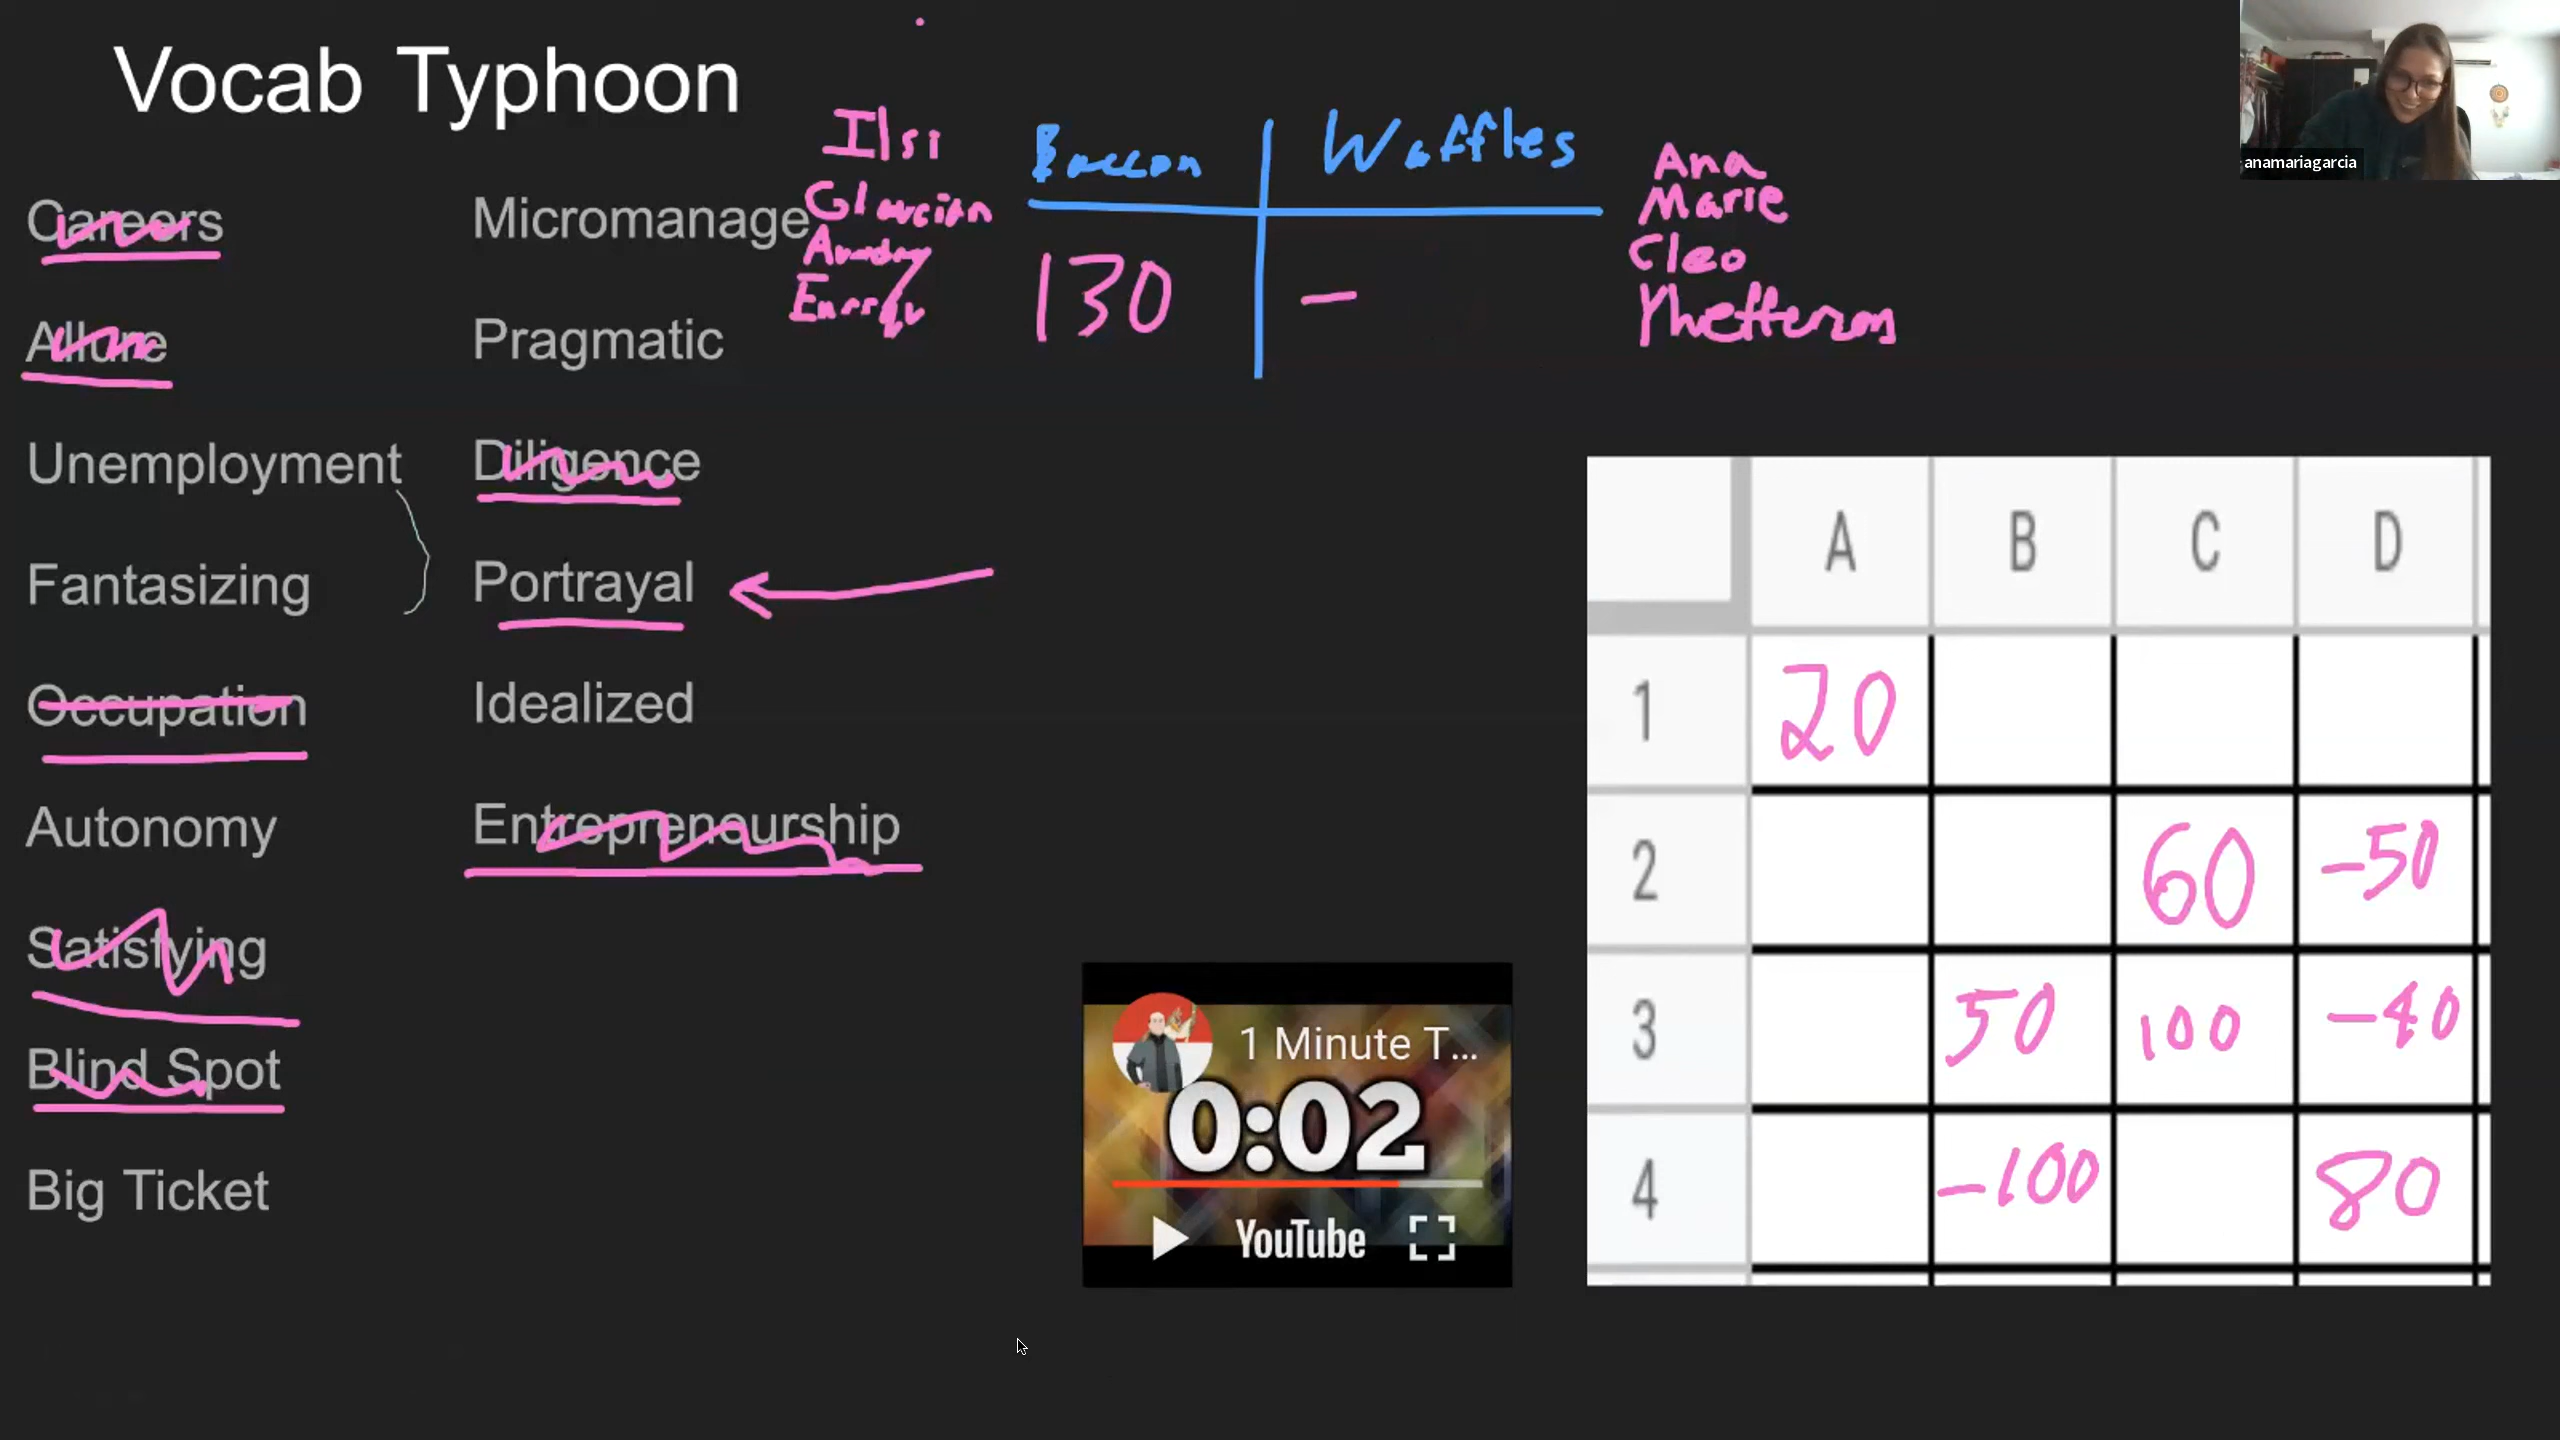 Vocab Typhoon
anamariagarcia
Careers
Allure
Unemployment
Fantasizing
Occupation
Autonomy
Satisfying
Blind Spot
Big Ticket
Micromanage
Pragmatic
Diligence
Portrayal
Idealized
Entrepreneurship
Ilsi
Waffles
130
-
Ana
Marie
Cleo
Yhefferson
A B C D
1 20
2 60 -50
3 50 100 -40
4 -100 80
1 Minute T...
0:02
YouTube